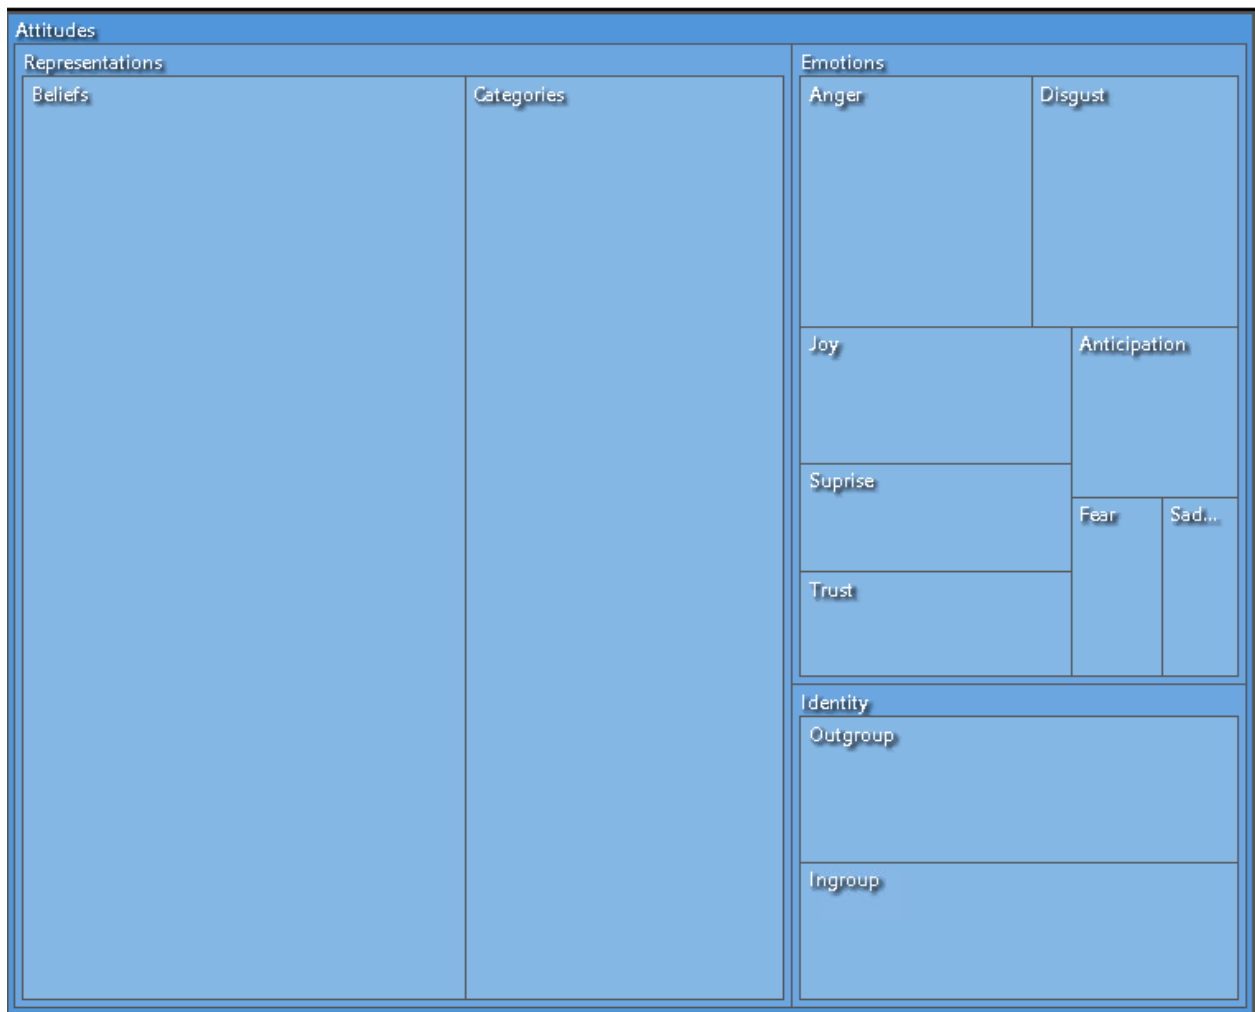 Attitudes
Representations
Beliefs
Categories
Emotions
Anger
Disgust
Joy
Anticipation
Suprise
Fear
Sad...
Trust
Identity
Outgroup
Ingroup